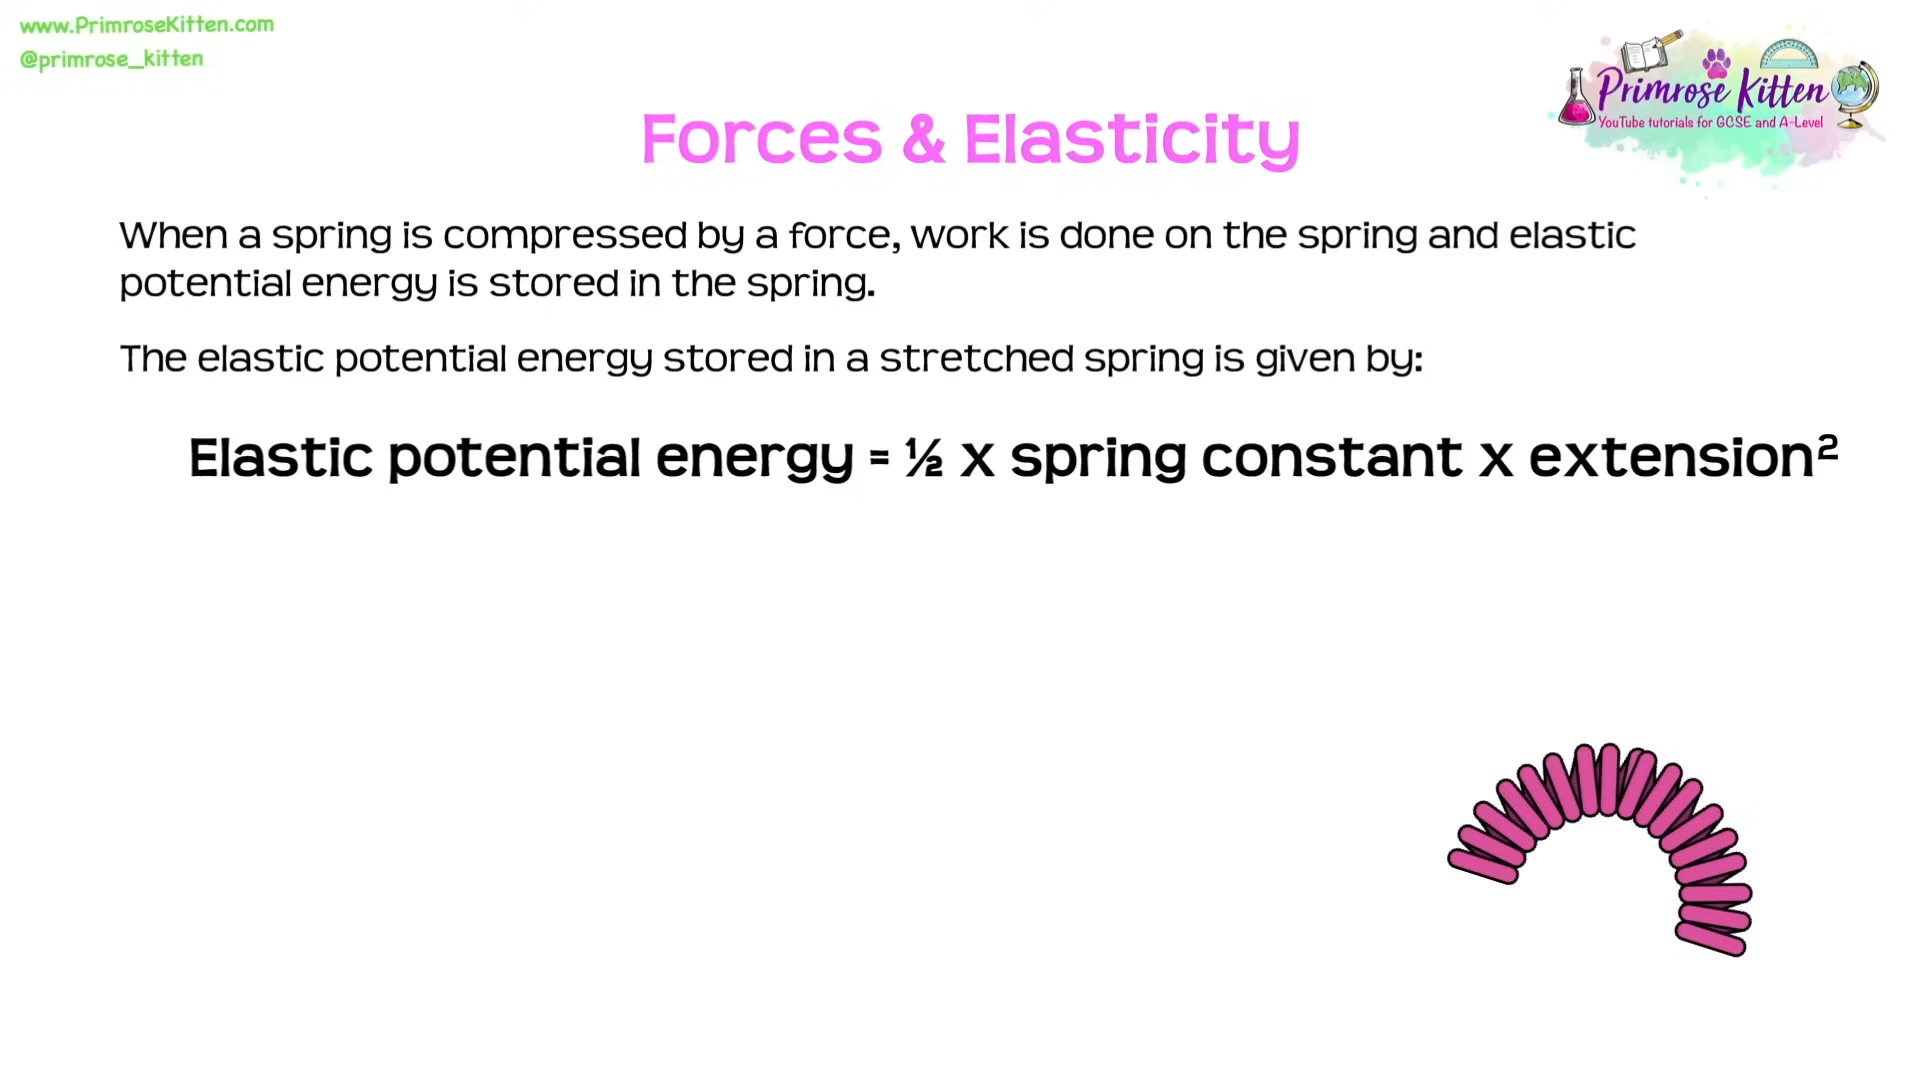 www.PrimroseKitten.com
@primrose_kitten
Primrose Kitten
YouTube tutorials for GCSE and A-Level
Forces & Elasticity
When a spring is compressed by a force, work is done on the spring and elastic
potential energy is stored in the spring.
The elastic potential energy stored in a stretched spring is given by:
Elastic potential energy = ½ x spring constant x extension²